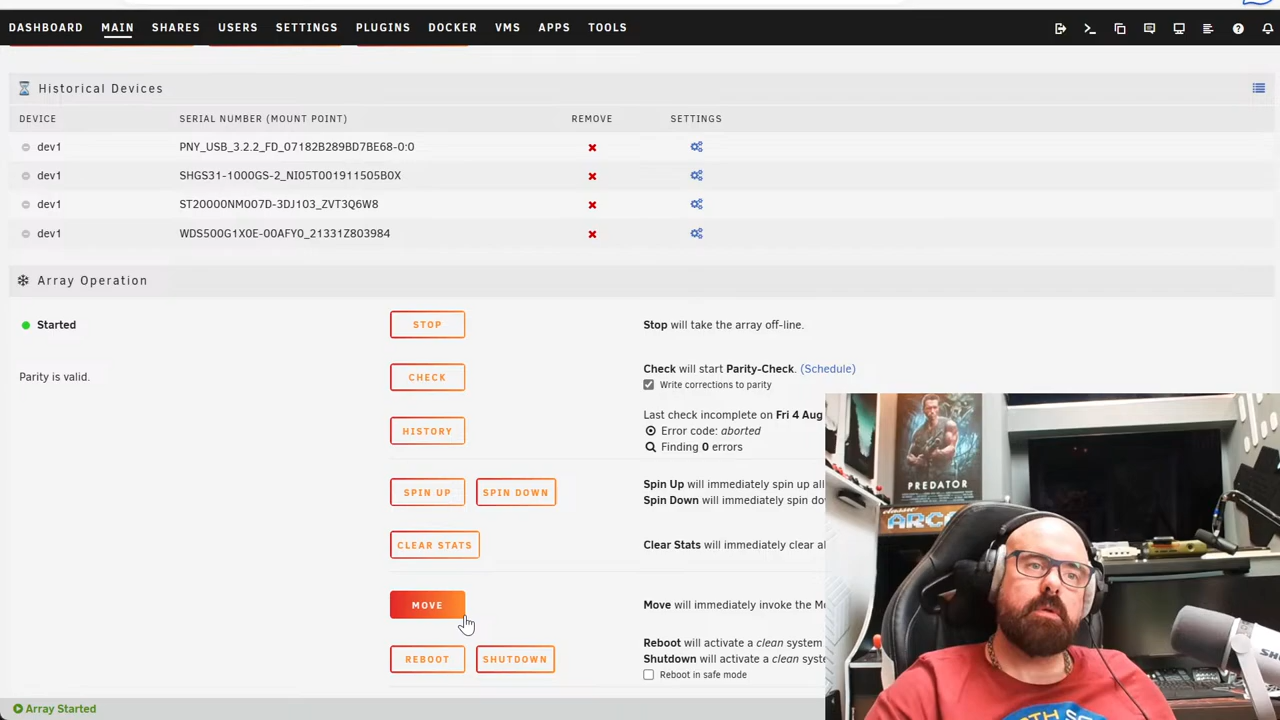 DASHBOARD MAIN SHARES USERS SETTINGS PLUGINS DOCKER VMS APPS TOOLS
Historical Devices
DEVICE SERIAL NUMBER (MOUNT POINT) REMOVE SETTINGS
dev1 PNY_USB_3.2.2_FD_07182B289BD7BE68-0:0
dev1 SHGS31-1000GS-2_NI05T001911505B0X
dev1 ST20000NM007D-3DJ103_ZVT3Q6W8
dev1 WDS500G1X0E-00AFY0_21331Z803984
Array Operation
Started STOP Stop will take the array off-line.
Parity is valid. CHECK Check will start Parity-Check. (Schedule)
Write corrections to parity
HISTORY Last check incomplete on Fri 4 Aug
Error code: aborted
Finding 0 errors
SPIN UP SPIN DOWN Spin Up will immediately spin up all
Spin Down will immediately spin do
CLEAR STATS Clear Stats will immediately clear al
MOVE Move will immediately invoke the M
REBOOT SHUTDOWN Reboot will activate a clean system
Shutdown will activate a clean syste
Reboot in safe mode
Array Started
PREDATOR
classic
ARC